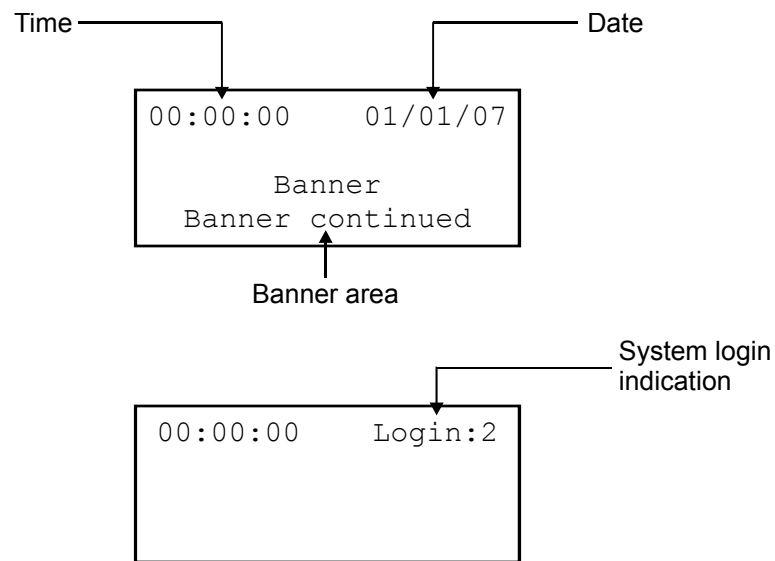 Time
Date
00:00:00 01/01/07
Banner
Banner continued
Banner area
System login
indication
00:00:00 Login:2